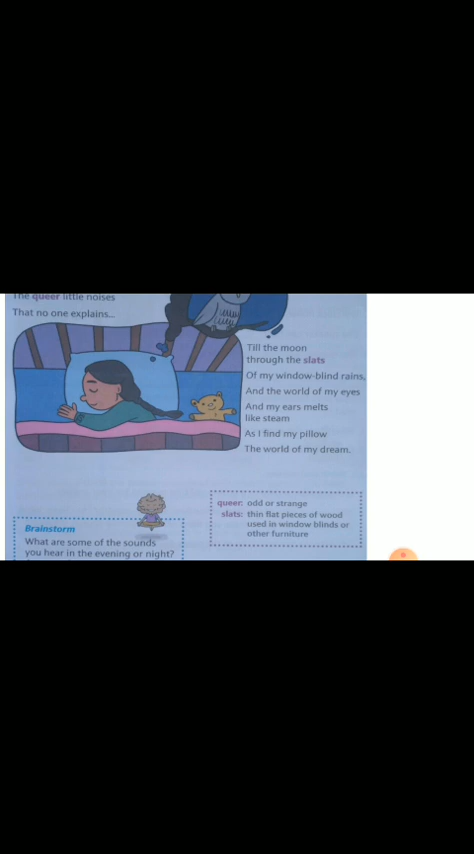 The queer little noises
That no one explains...
Till the moon
through the slats
Of my window-blind rains,
And the world of my eyes
And my ears melts
like steam
As I find my pillow
The world of my dream.
queer: odd or strange
slats: thin flat pieces of wood
used in window blinds or
other furniture
Brainstorm
What are some of the sounds
you hear in the evening or night?